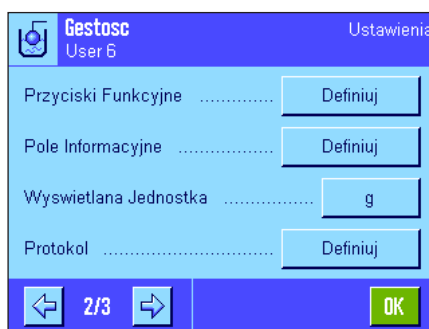 Gestosc Ustawienia
User 6
Przyciski Funkcyjne .............. Definiuj
Pole Informacyjne .................. Definiuj
Wyswietlana Jednostka ................. g
Protokol ................................ Definiuj
2/3 OK